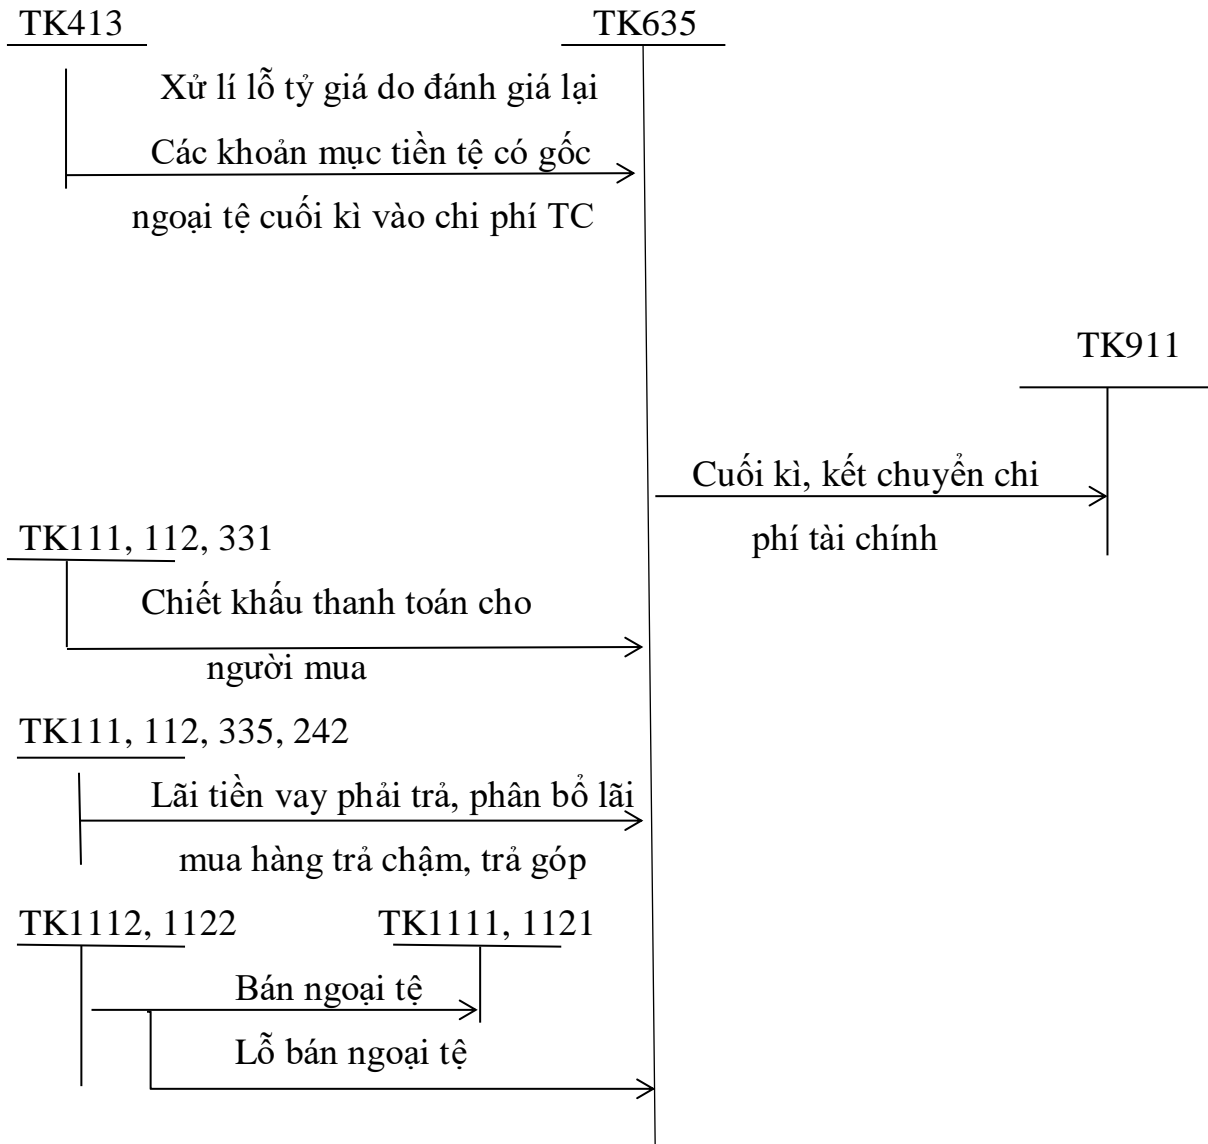 TK413 TK635
Xử lí lỗ tỷ giá do đánh giá lại
Các khoản mục tiền tệ có gốc
ngoại tệ cuối kì vào chi phí TC
TK911
Cuối kì, kết chuyển chi
phí tài chính
TK111, 112, 331
Chiết khấu thanh toán cho
người mua
TK111, 112, 335, 242
Lãi tiền vay phải trả, phân bổ lãi
mua hàng trả chậm, trả góp
TK1112, 1122 TK1111, 1121
Bán ngoại tệ
Lỗ bán ngoại tệ